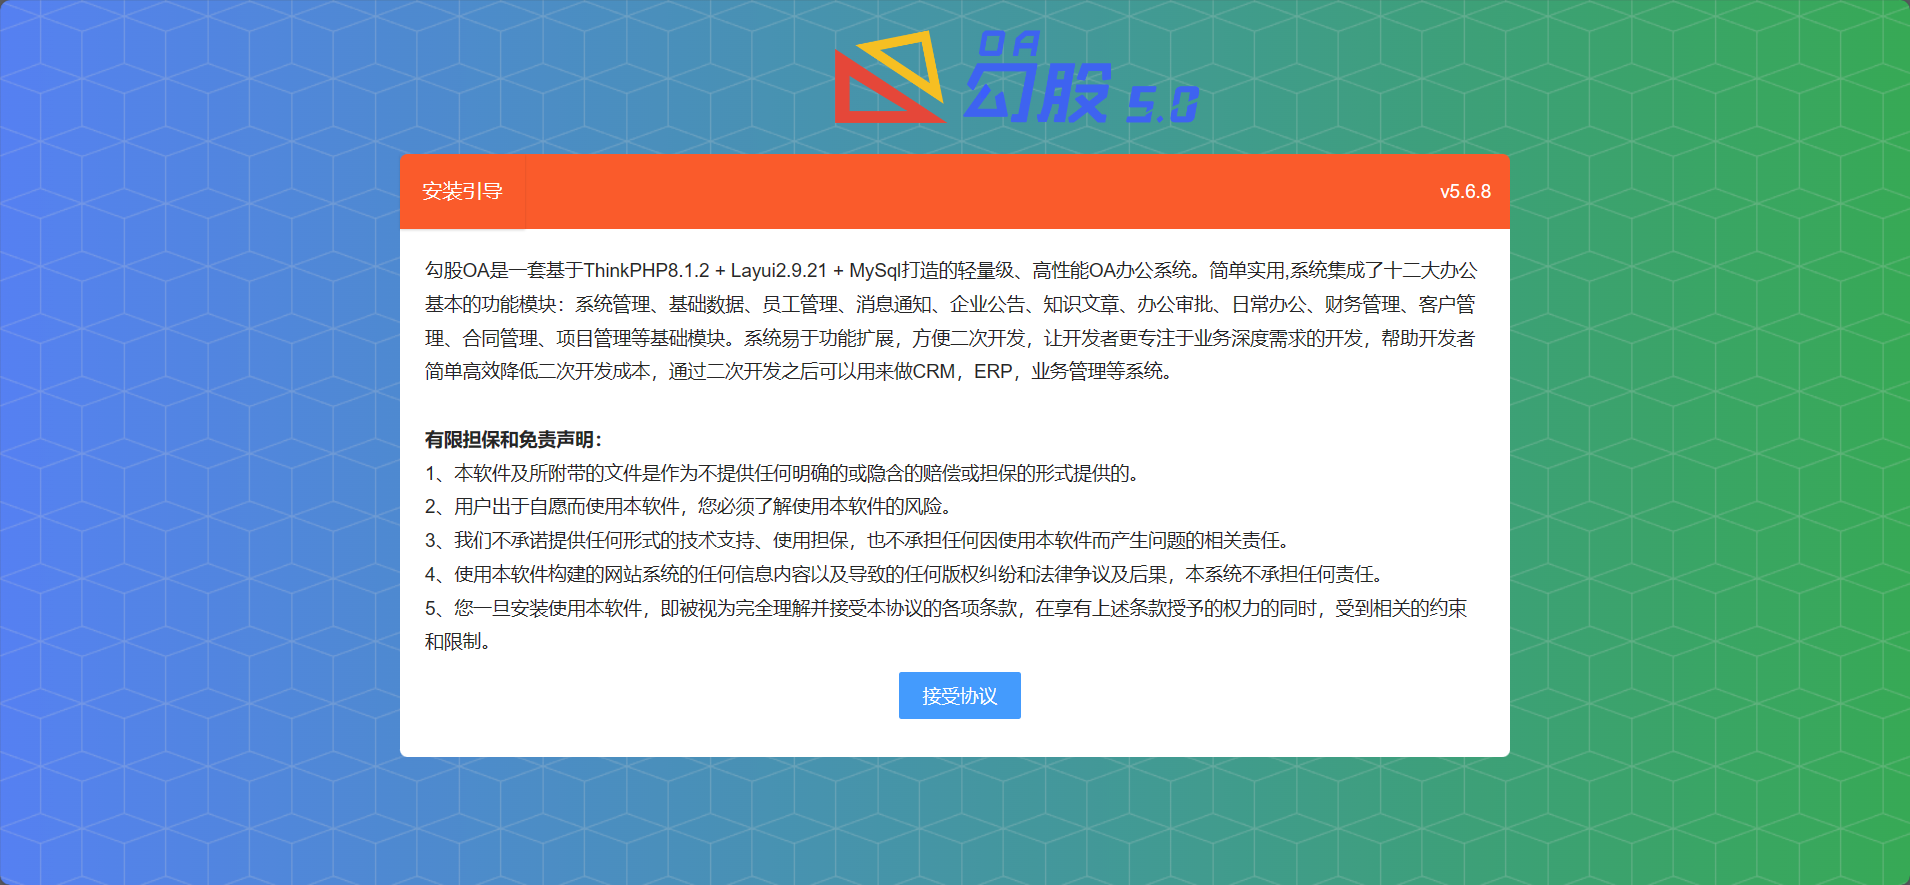 OA
勾股 5.0
安装引导
v5.6.8
勾股OA是一套基于ThinkPHP8.1.2 + Layui2.9.21 + MySql打造的轻量级、高性能OA办公系统。简单实用,系统集成了十二大办公
基本的功能模块：系统管理、基础数据、员工管理、消息通知、企业公告、知识文章、办公审批、日常办公、财务管理、客户管
理、合同管理、项目管理等基础模块。系统易于功能扩展，方便二次开发，让开发者更专注于业务深度需求的开发，帮助开发者
简单高效降低二次开发成本，通过二次开发之后可以用来做CRM，ERP，业务管理等系统。
有限担保和免责声明：
1、本软件及所附带的文件是作为不提供任何明确的或隐含的赔偿或担保的形式提供的。
2、用户出于自愿而使用本软件，您必须了解使用本软件的风险。
3、我们不承诺提供任何形式的技术支持、使用担保，也不承担任何因使用本软件而产生问题的相关责任。
4、使用本软件构建的网站系统的任何信息内容以及导致的任何版权纠纷和法律争议及后果，本系统不承担任何责任。
5、您一旦安装使用本软件，即被视为完全理解并接受本协议的各项条款，在享有上述条款授予的权力的同时，受到相关的约束
和限制。
接受协议